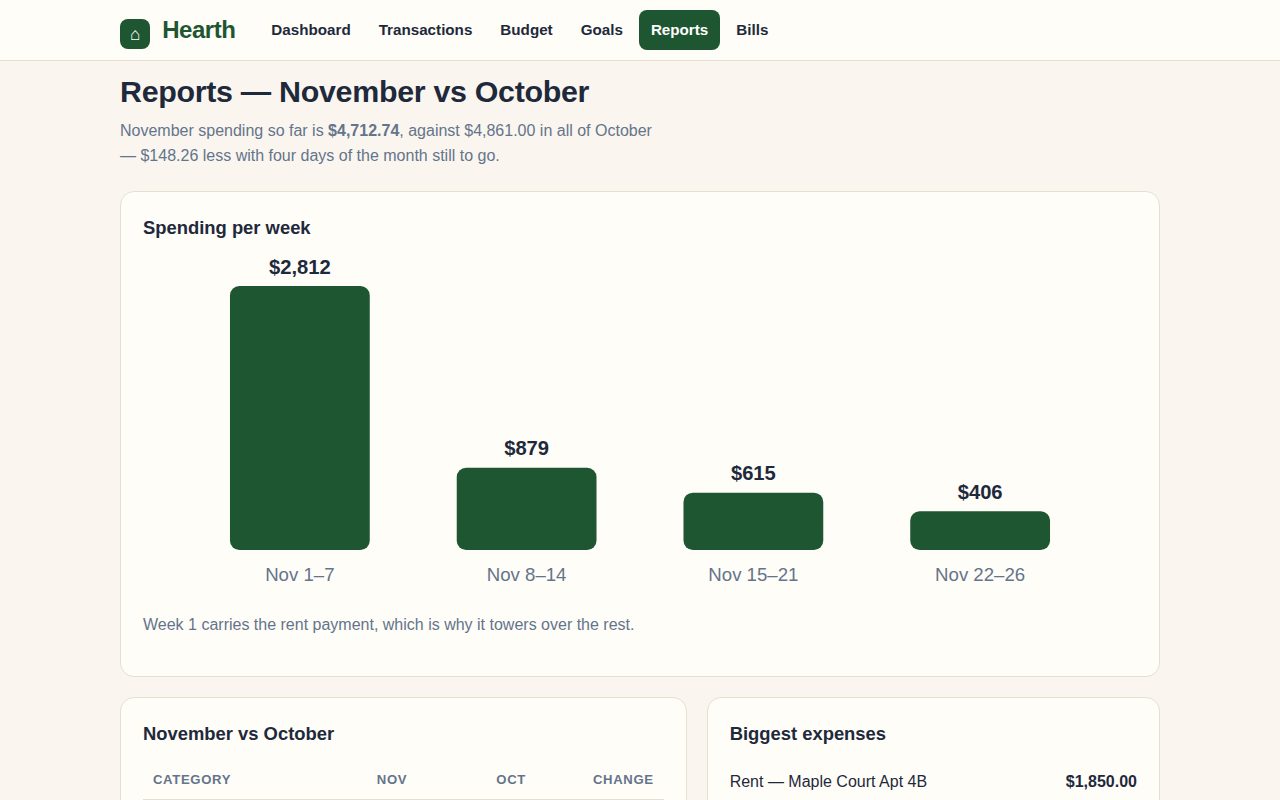 Hearth Dashboard Transactions Budget Goals Reports Bills
Reports — November vs October
November spending so far is $4,712.74, against $4,861.00 in all of October
— $148.26 less with four days of the month still to go.
Spending per week
$2,812
$879
$615
$406
Nov 1–7 Nov 8–14 Nov 15–21 Nov 22–26
Week 1 carries the rent payment, which is why it towers over the rest.
November vs October
CATEGORY NOV OCT CHANGE
Biggest expenses
Rent — Maple Court Apt 4B $1,850.00